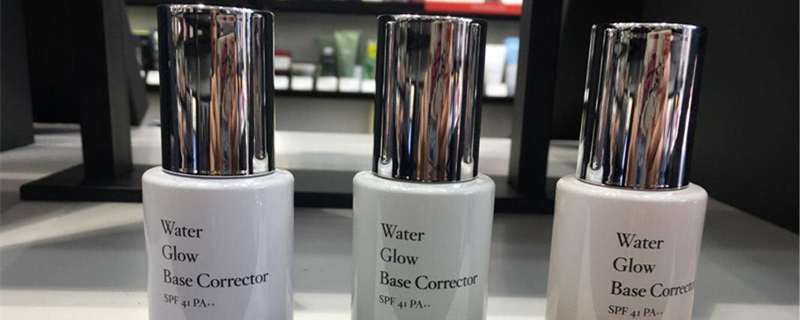 Water
Glow
Base Corrector
SPF 41 PA++
Water
Glow
Base Corrector
SPF 41 PA++
Water
Glow
Base Corrector
SPF 41 PA++